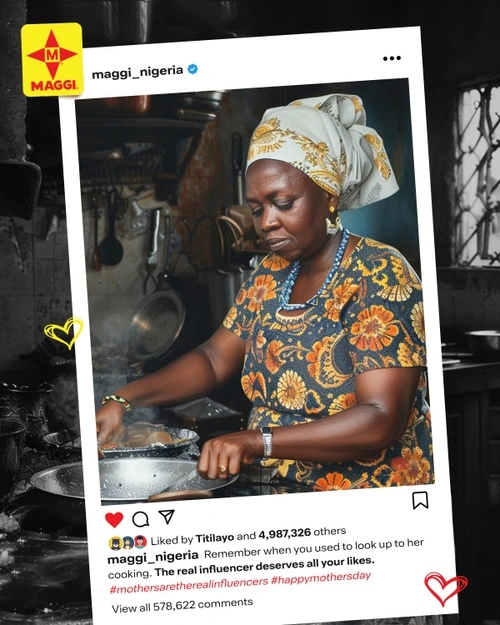 M
MAGGI.
maggi_nigeria
Liked by Titilayo and 4,987,326 others
maggi_nigeria Remember when you used to look up to her
cooking. The real influencer deserves all your likes.
#mothersaretherealinfluencers #happymothersday
View all 578,622 comments